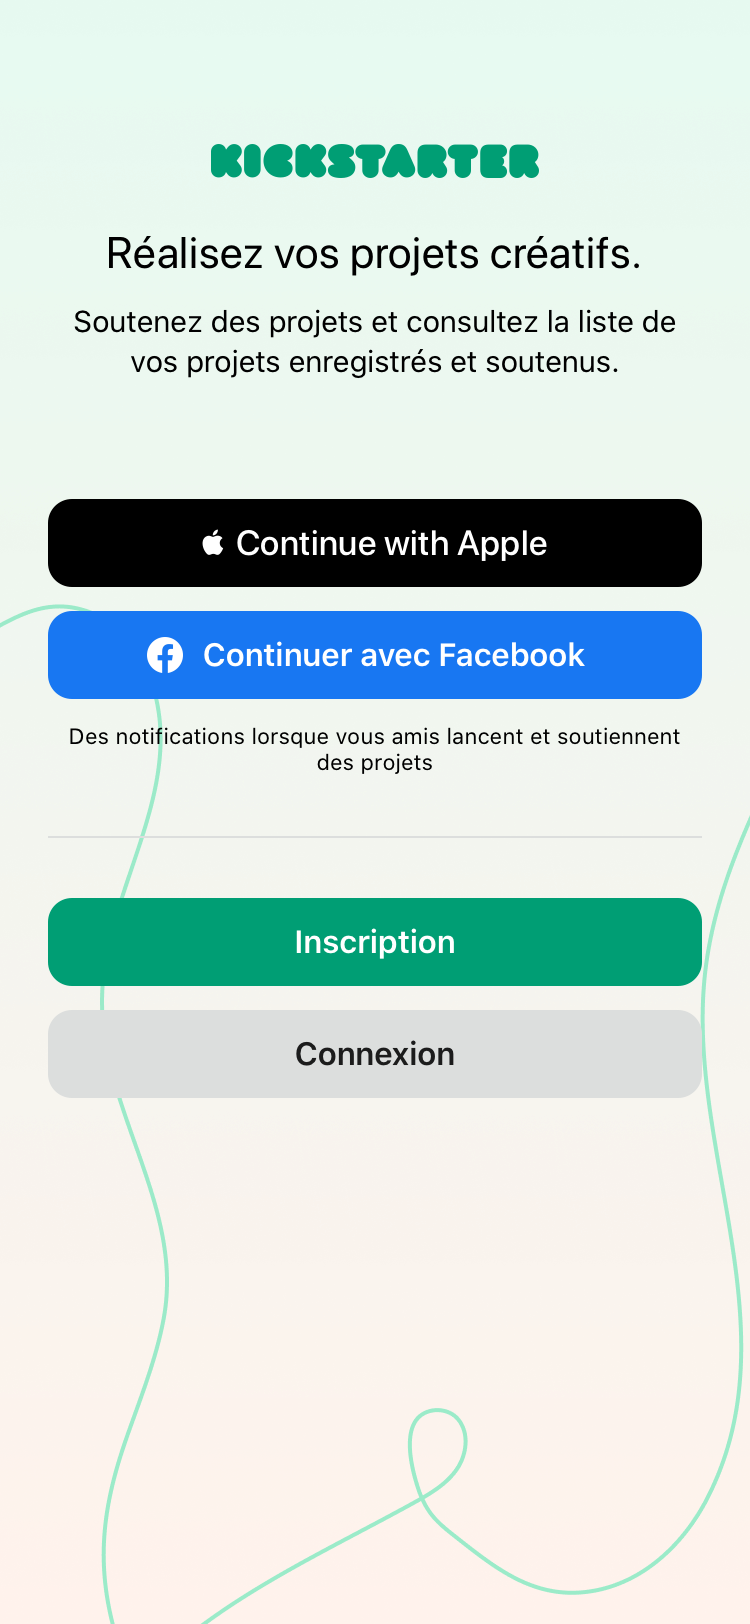 KICKSTARTER
Réalisez vos projets créatifs.
Soutenez des projets et consultez la liste de
vos projets enregistrés et soutenus.
Continue with Apple
Continuer avec Facebook
Des notifications lorsque vous amis lancent et soutiennent
des projets
Inscription
Connexion